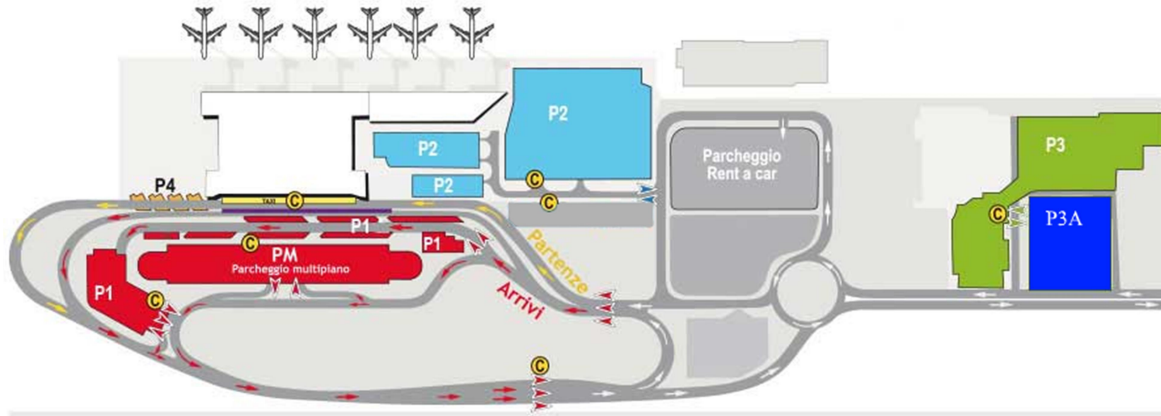 P2
P2
P2
P3
Parcheggio
Rent a car
P4
TAXI
C
C
C
C
P3A
P1
P1
C
PM
Parcheggio multipiano
P1
C
Partenze
Arrivi
C